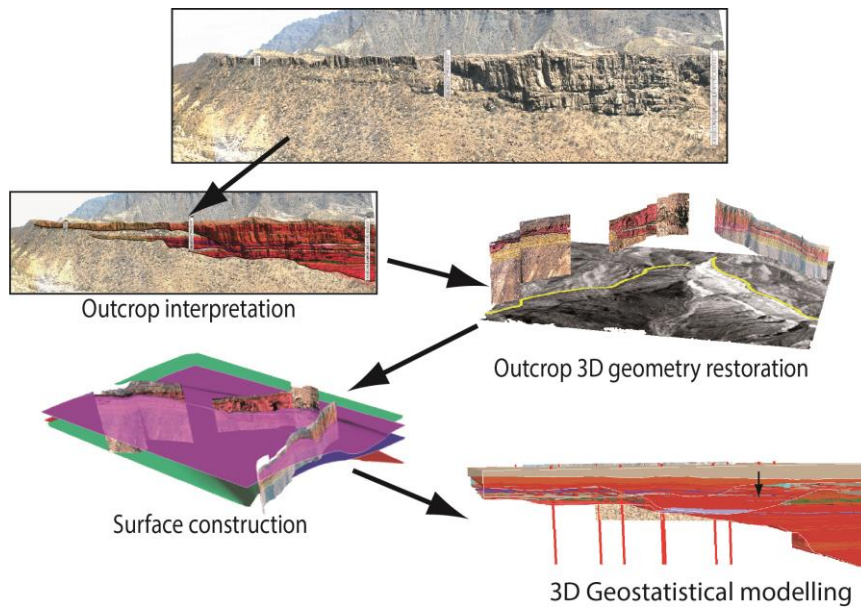 Outcrop interpretation
Outcrop 3D geometry restoration
Surface construction
3D Geostatistical modelling